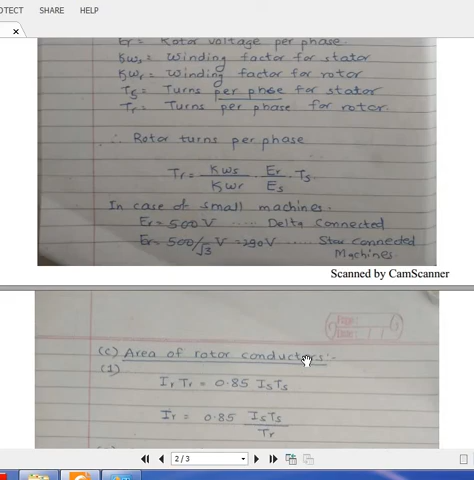 OTECT SHARE HELP
×
Er = Rotor voltage per phase.
Kws = Winding factor for stator
Kwr = Winding factor for rotor
Ts = Turns per phase for stator
Tr = Turns per phase for rotor.
∴ Rotor turns per phase
Tr = Kws/Kwr · Er/Es · Ts
In case of small machines.
Er = 500 V ..... Delta Connected
Er = 500/√3 V = 290 V ..... Star connected
Machines.
Scanned by CamScanner
Page:
Date:
(c) Area of rotor conductors:-
(1)
Ir Tr = 0.85 Is Ts
Ir = 0.85 Is Ts / Tr
2/3